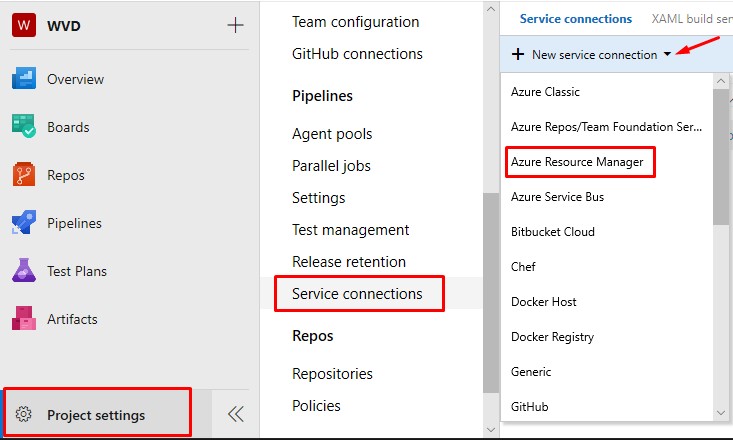 W WVD
Overview
Boards
Repos
Pipelines
Test Plans
Artifacts
Project settings
Team configuration
GitHub connections
Pipelines
Agent pools
Parallel jobs
Settings
Test management
Release retention
Service connections
Repos
Repositories
Policies
Service connections XAML build ser
+ New service connection
Azure Classic
Azure Repos/Team Foundation Ser...
Azure Resource Manager
Azure Service Bus
Bitbucket Cloud
Chef
Docker Host
Docker Registry
Generic
GitHub